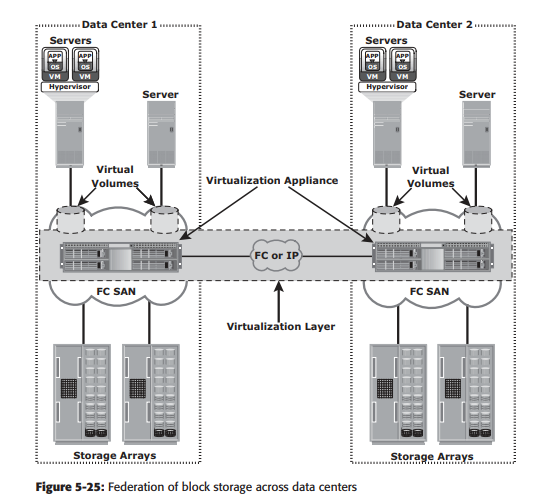 Data Center 1
Data Center 2
Servers
APP APP
OS OS
VM VM
Hypervisor
Server
Servers
APP APP
OS OS
VM VM
Hypervisor
Server
Virtual
Volumes
Virtualization Appliance
Virtual
Volumes
FC or IP
FC SAN
FC SAN
Virtualization Layer
Storage Arrays
Storage Arrays
Figure 5-25: Federation of block storage across data centers